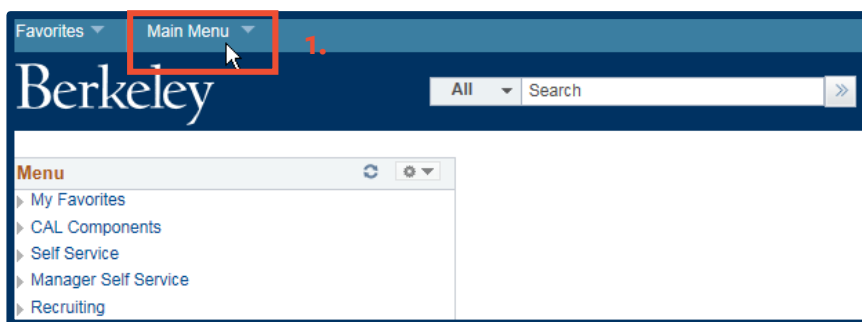 Favorites Main Menu 1.
Berkeley All Search
Menu
My Favorites
CAL Components
Self Service
Manager Self Service
Recruiting